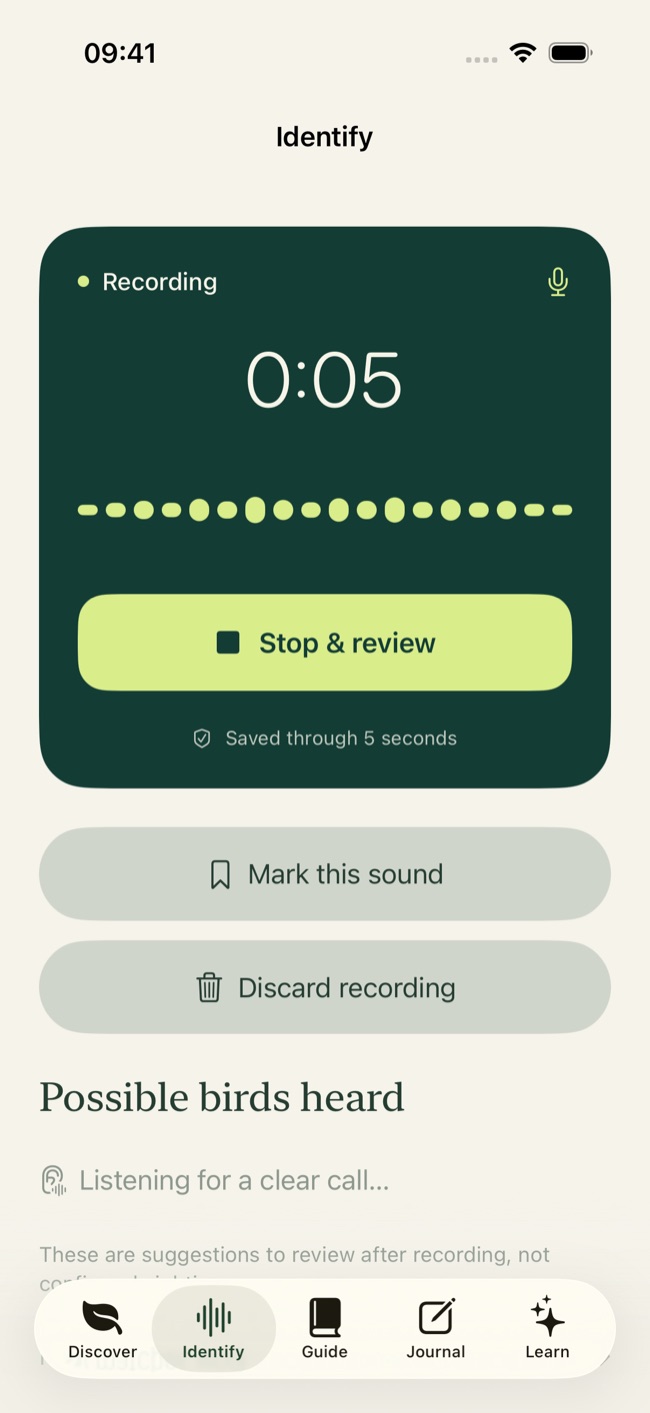 09:41
Identify
Recording
0:05
Stop & review
Saved through 5 seconds
Mark this sound
Discard recording
Possible birds heard
Listening for a clear call...
These are suggestions to review after recording, not
Discover
Identify
Guide
Journal
Learn